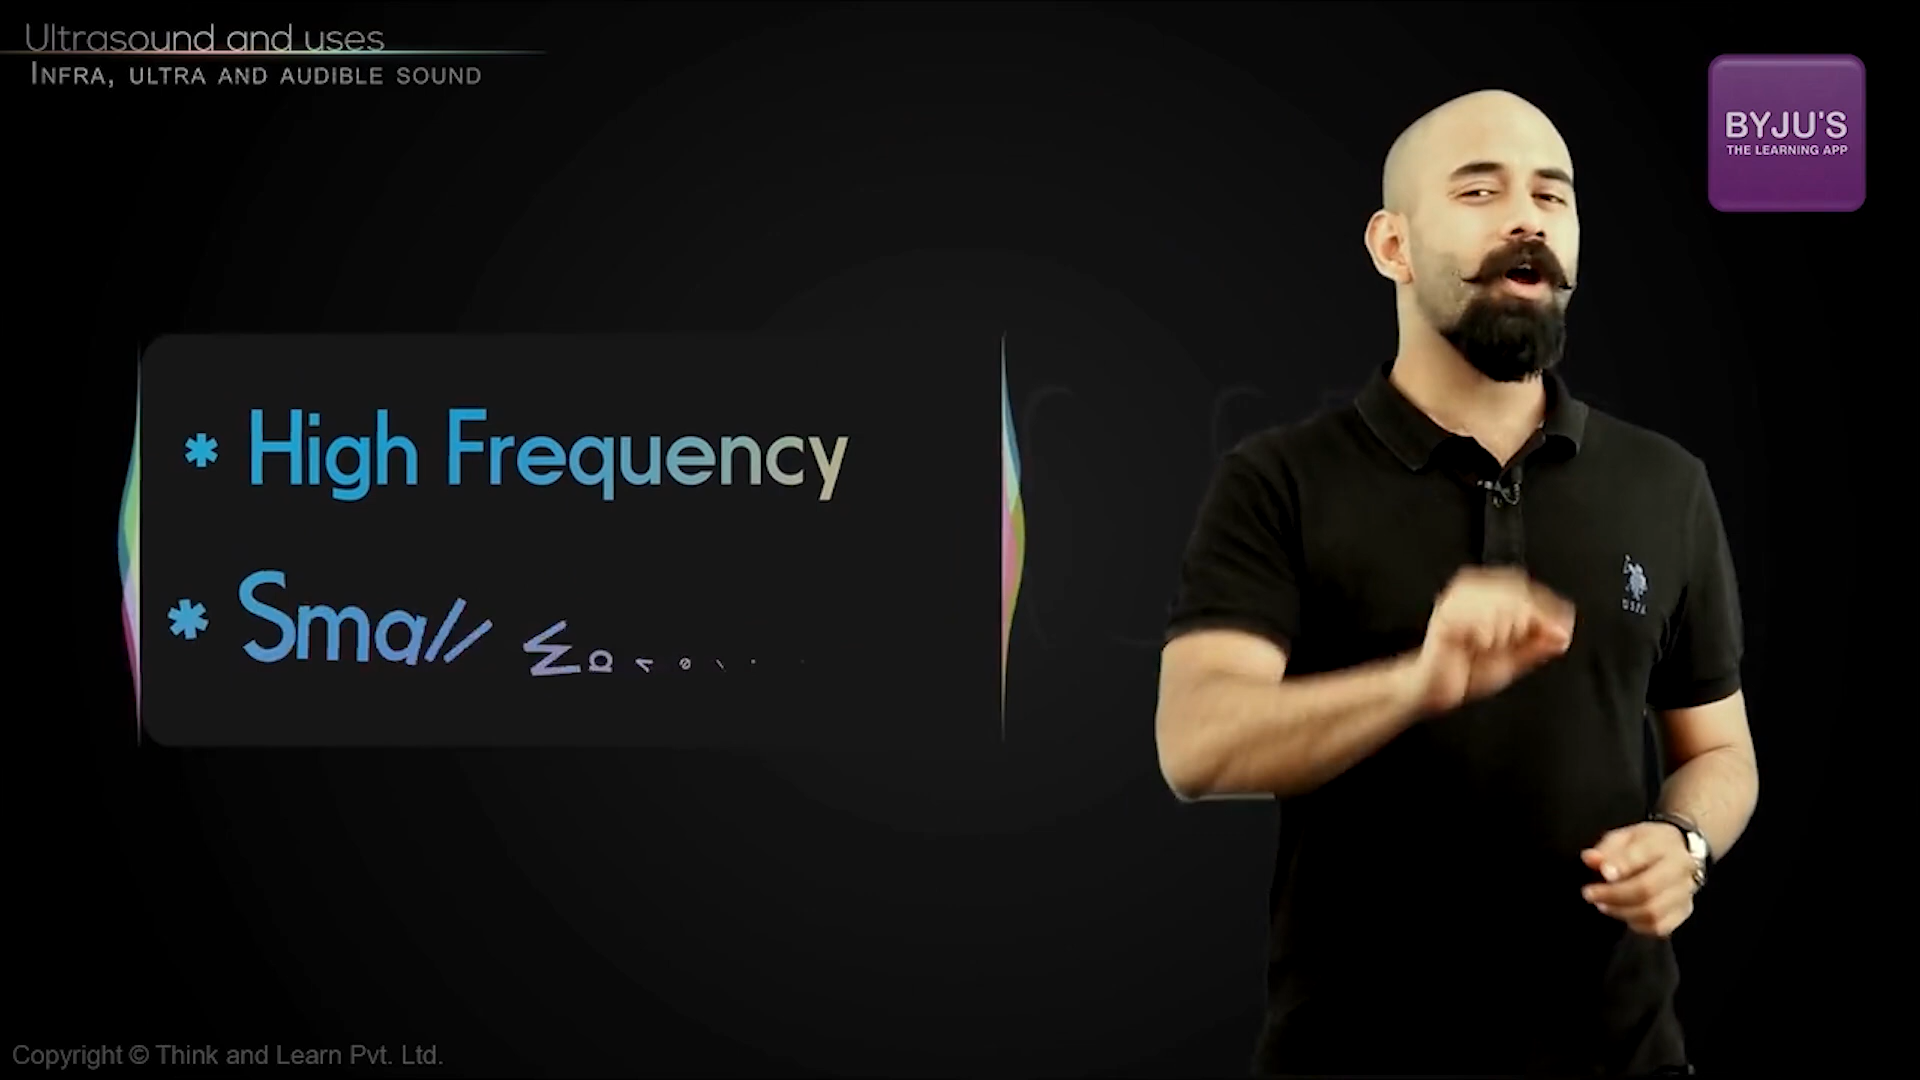 Ultrasound and uses
INFRA, ULTRA AND AUDIBLE SOUND
BYJU'S
THE LEARNING APP
* High Frequency
* Small
USPA
Copyright © Think and Learn Pvt. Ltd.